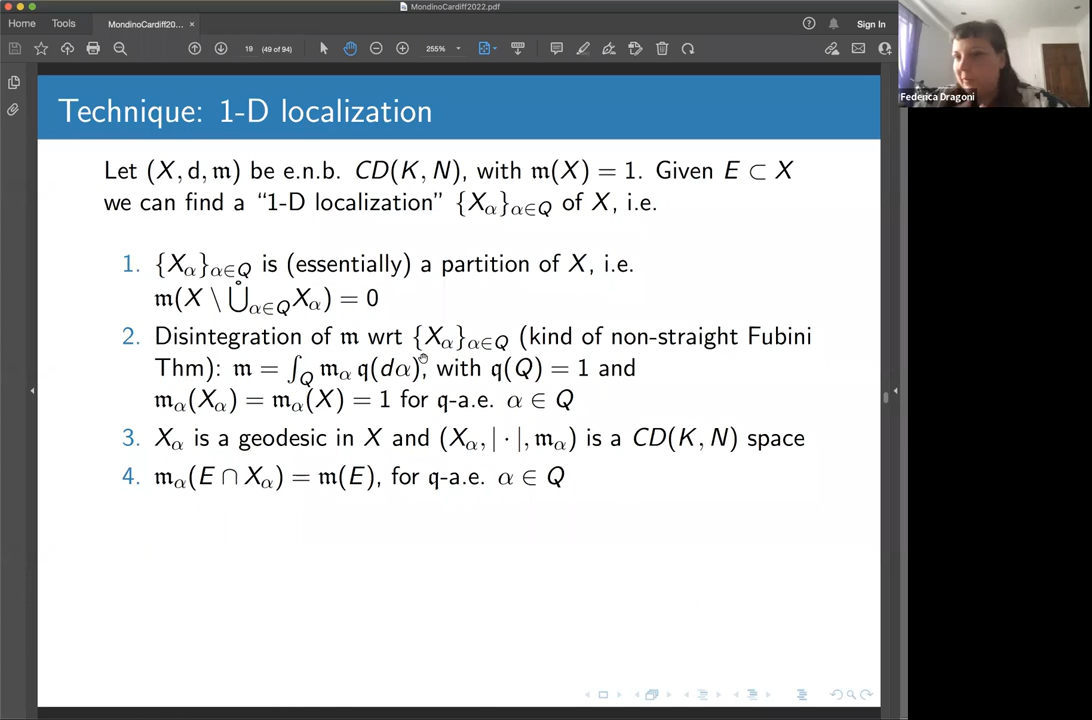 MondinoCardiff2022.pdf
Home Tools MondinoCardiff20... × Sign In
19 (49 of 94) 255%
Federica Dragoni
Technique: 1-D localization
Let (X, d, 𝔪) be e.n.b. CD(K, N), with 𝔪(X) = 1. Given E ⊂ X
we can find a “1-D localization” {X_α}_{α∈Q} of X, i.e.
1. {X_α}_{α∈Q} is (essentially) a partition of X, i.e.
𝔪(X \ ⋃̊_{α∈Q} X_α) = 0
2. Disintegration of 𝔪 wrt {X_α}_{α∈Q} (kind of non-straight Fubini
Thm): 𝔪 = ∫_Q 𝔪_α 𝔮(dα), with 𝔮(Q) = 1 and
𝔪_α(X_α) = 𝔪_α(X) = 1 for 𝔮-a.e. α ∈ Q
3. X_α is a geodesic in X and (X_α, | · |, 𝔪_α) is a CD(K, N) space
4. 𝔪_α(E ∩ X_α) = 𝔪(E), for 𝔮-a.e. α ∈ Q